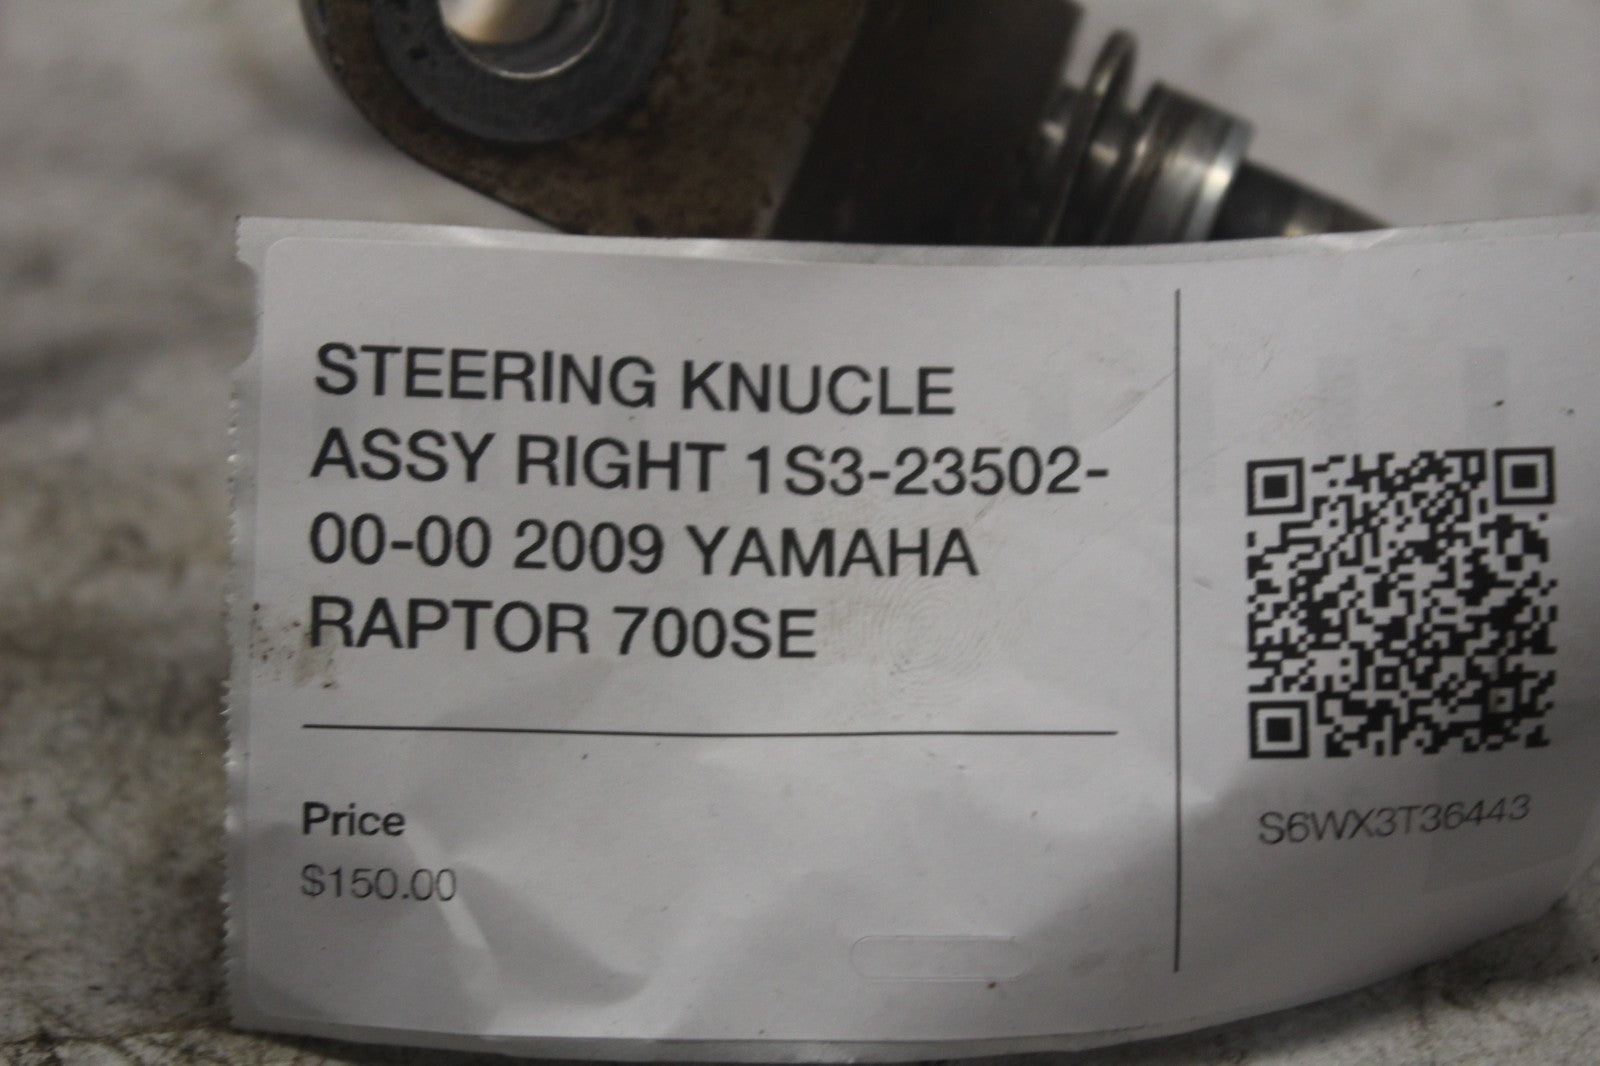 STEERING KNUCLE
ASSY RIGHT 1S3-23502-
00-00 2009 YAMAHA
RAPTOR 700SE
Price
$150.00
S6WX3T36443